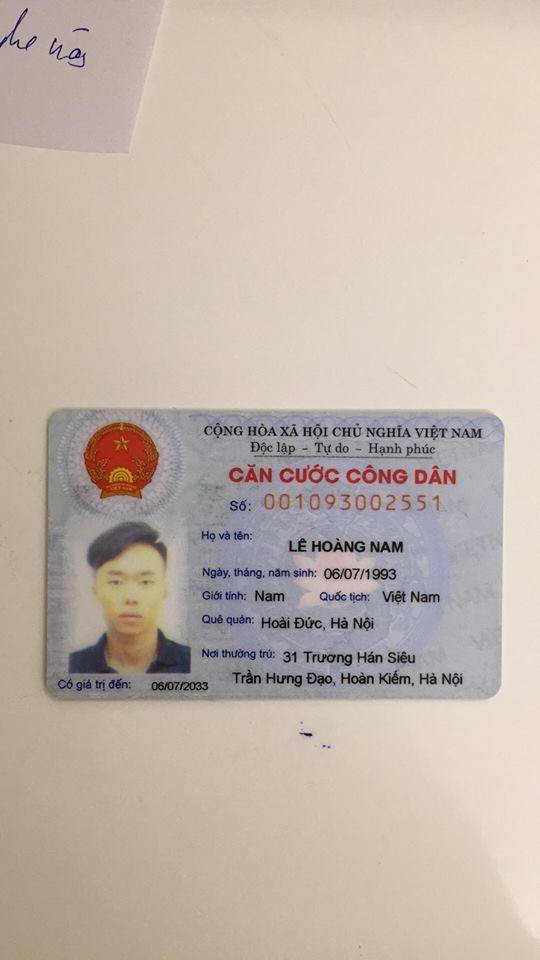 này
CỘNG HÒA XÃ HỘI CHỦ NGHĨA VIỆT NAM
Độc lập - Tự do - Hạnh phúc
CĂN CƯỚC CÔNG DÂN
Số: 001093002551
Họ và tên:
LÊ HOÀNG NAM
Ngày, tháng, năm sinh: 06/07/1993
Giới tính: Nam Quốc tịch: Việt Nam
Quê quán: Hoài Đức, Hà Nội
Nơi thường trú: 31 Trương Hán Siêu
Trần Hưng Đạo, Hoàn Kiếm, Hà Nội
Có giá trị đến: 06/07/2033